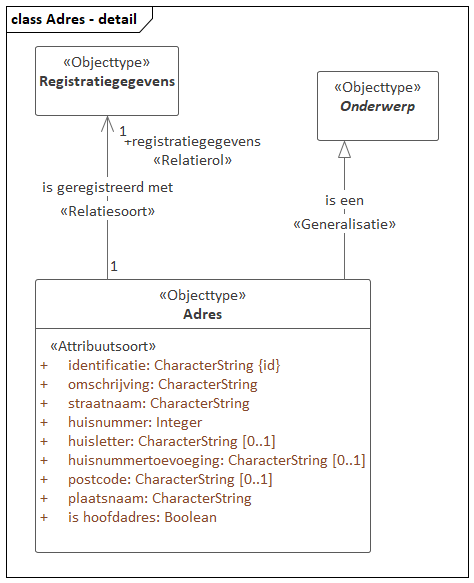 class Adres - detail
«Objecttype»
Registratiegegevens
«Objecttype»
Onderwerp
1
+registratiegegevens
«Relatierol»
is geregistreerd met
«Relatiesoort»
is een
«Generalisatie»
1
«Objecttype»
Adres
«Attribuutsoort»
+ identificatie: CharacterString {id}
+ omschrijving: CharacterString
+ straatnaam: CharacterString
+ huisnummer: Integer
+ huisletter: CharacterString [0..1]
+ huisnummertoevoeging: CharacterString [0..1]
+ postcode: CharacterString [0..1]
+ plaatsnaam: CharacterString
+ is hoofdadres: Boolean